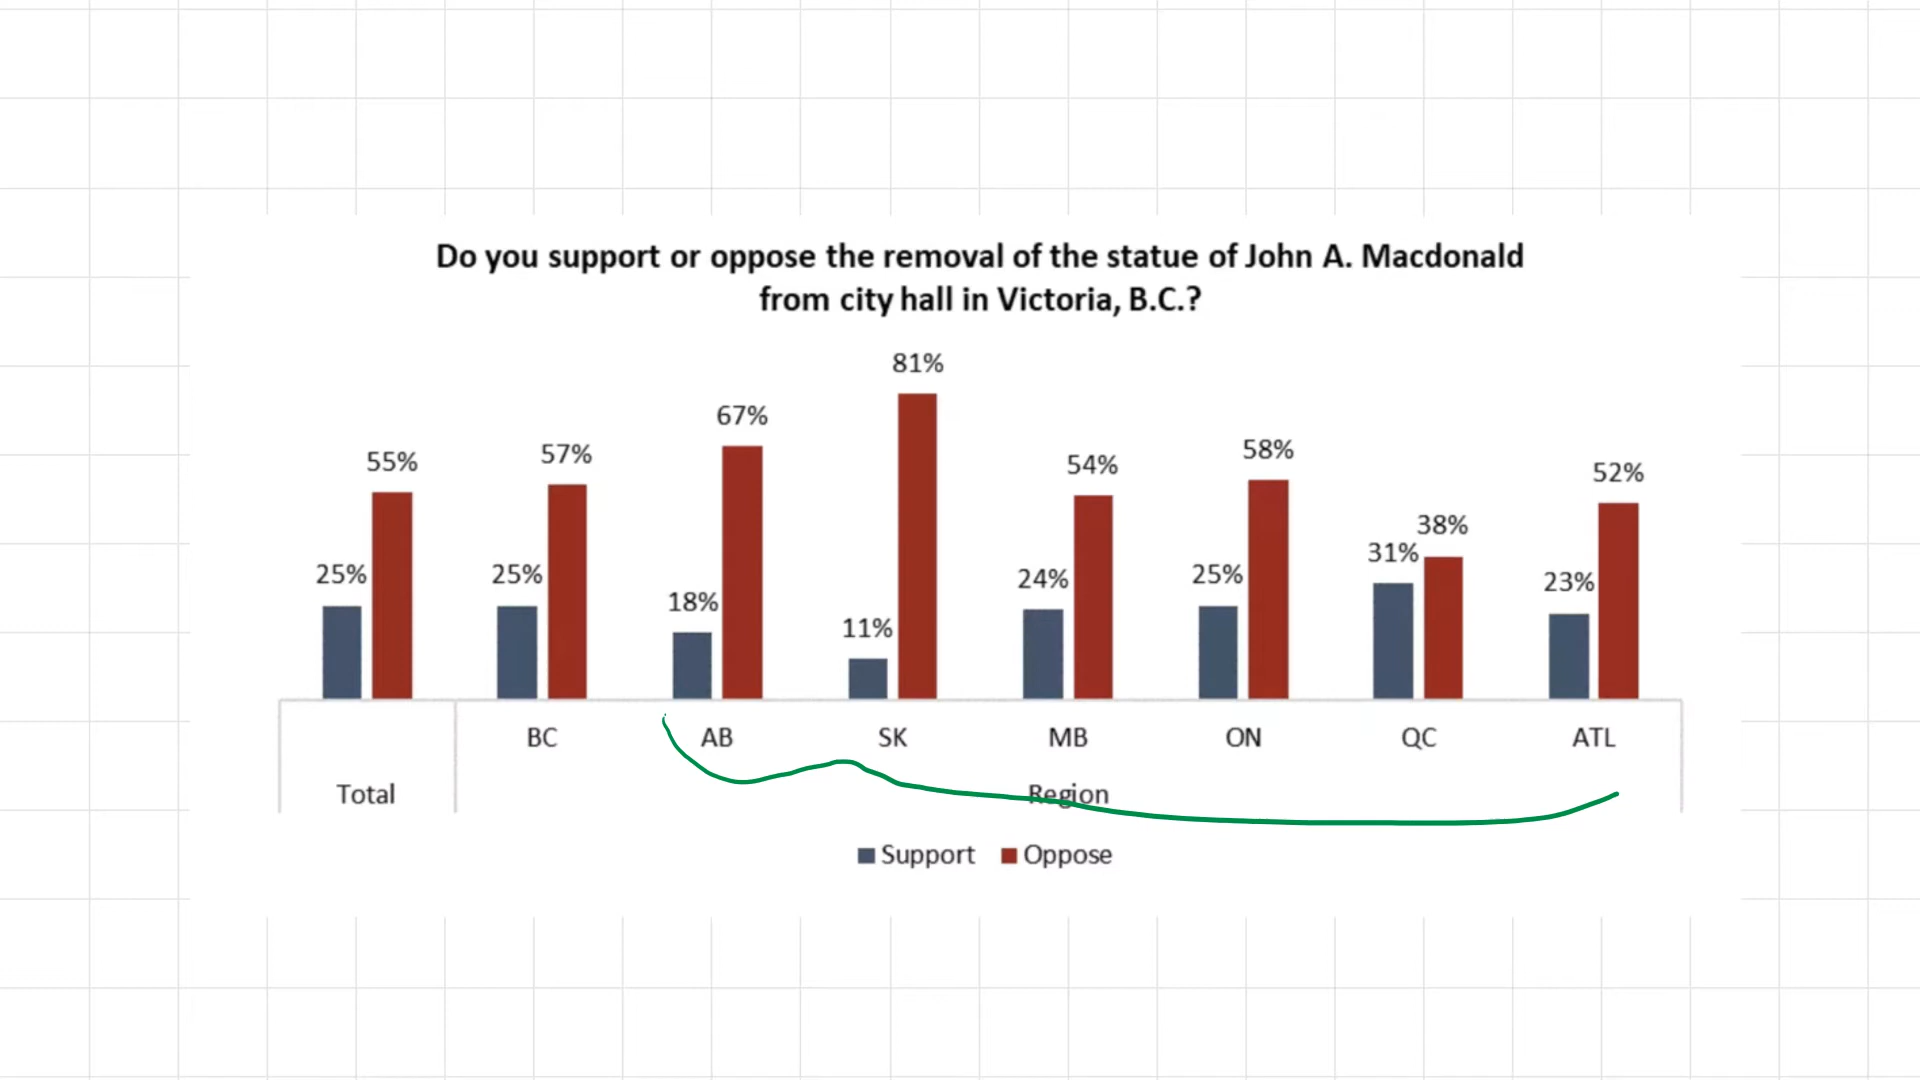 Do you support or oppose the removal of the statue of John A. Macdonald
from city hall in Victoria, B.C.?
25% 55% 25% 57% 18% 67% 11% 81% 24% 54% 25% 58% 31% 38% 23% 52%
BC AB SK MB ON QC ATL
Total Region
Support Oppose